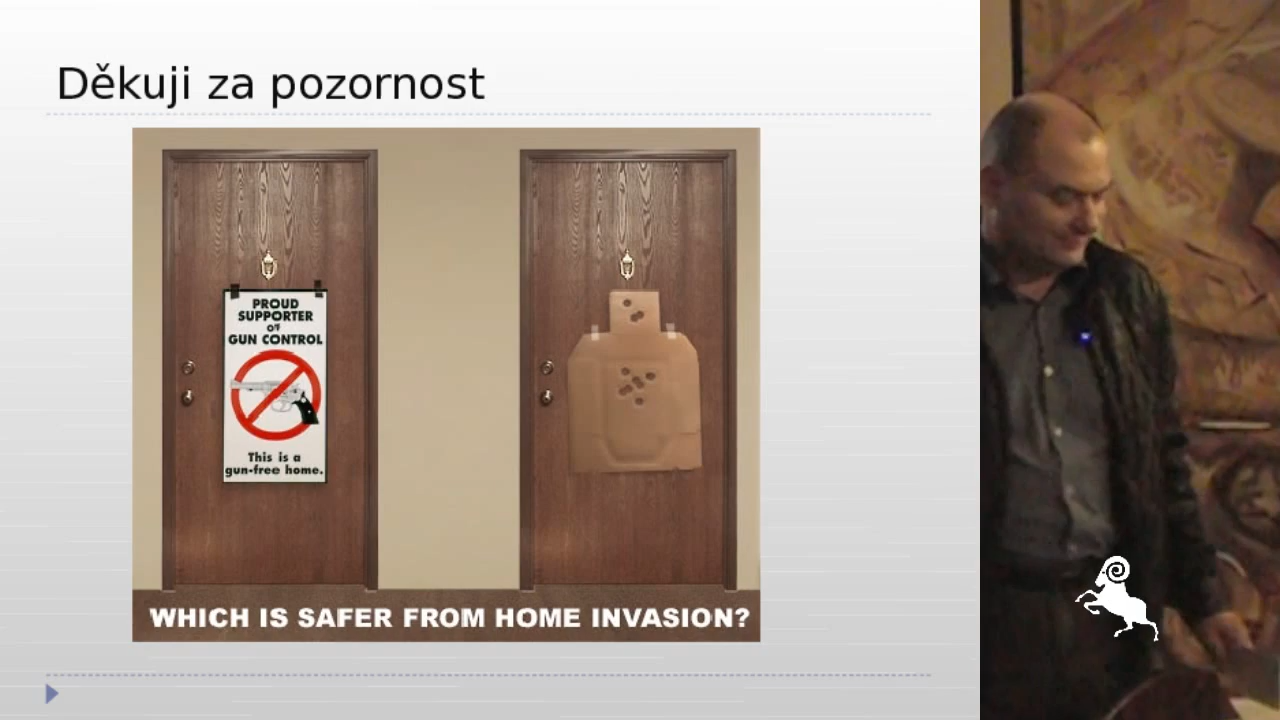 Děkuji za pozornost
PROUD
SUPPORTER
OF
GUN CONTROL
This is a
gun-free home.
WHICH IS SAFER FROM HOME INVASION?